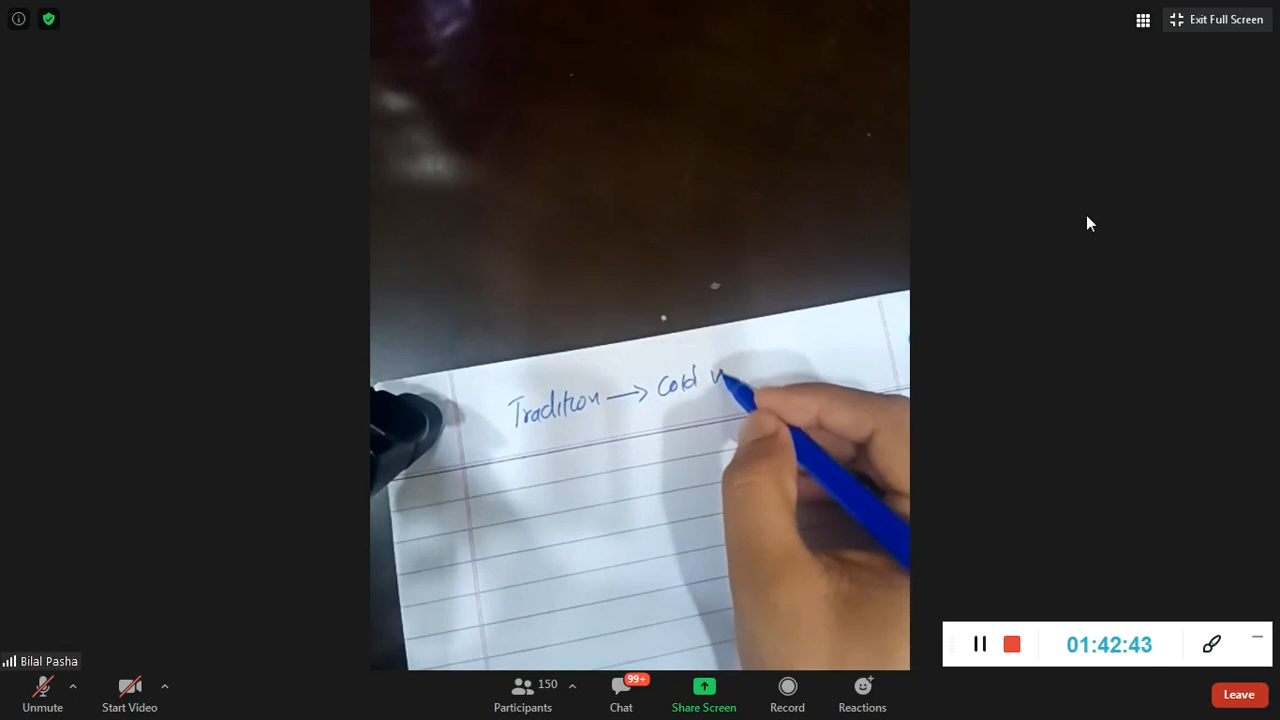 Exit Full Screen
Tradition → Cold
Bilal Pasha
01:42:43
Unmute
Start Video
150
Participants
99+
Chat
Share Screen
Record
Reactions
Leave